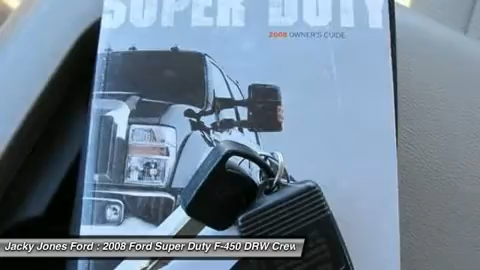 SUPER DUTY
2008 OWNER'S GUIDE
Jacky Jones Ford : 2008 Ford Super Duty F-450 DRW Crew